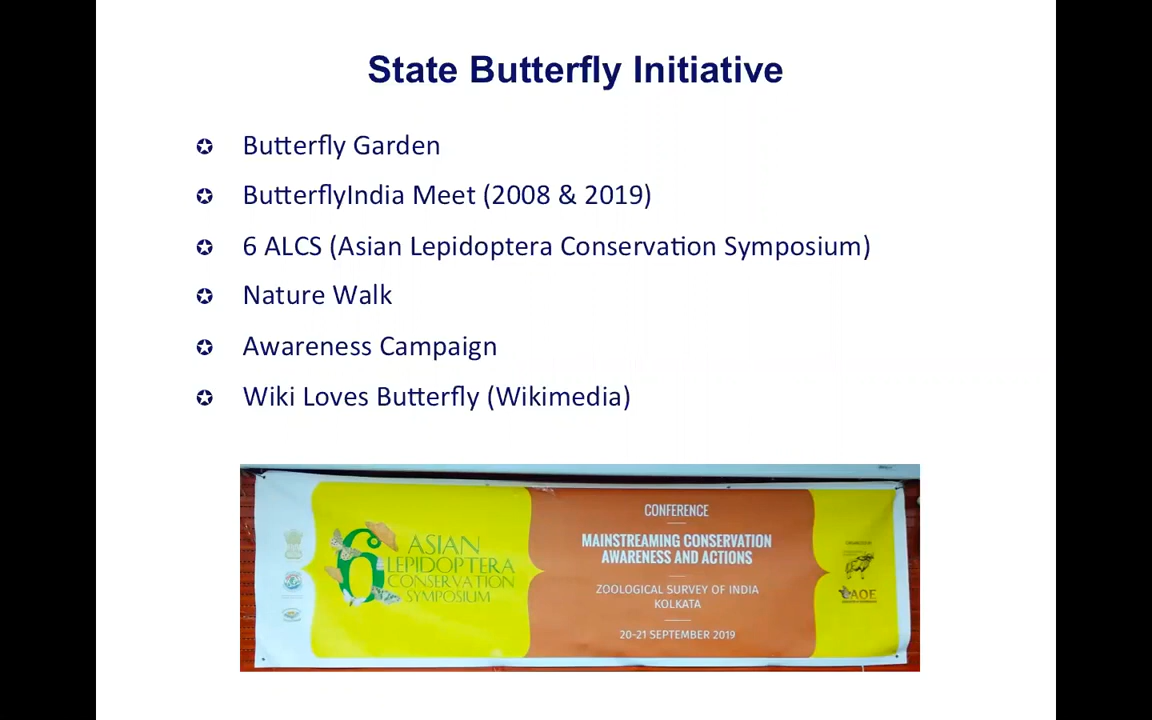 State Butterfly Initiative
✪ Butterfly Garden
✪ ButterflyIndia Meet (2008 & 2019)
✪ 6 ALCS (Asian Lepidoptera Conservation Symposium)
✪ Nature Walk
✪ Awareness Campaign
✪ Wiki Loves Butterfly (Wikimedia)
6
ASIAN
LEPIDOPTERA
CONSERVATION
SYMPOSIUM
CONFERENCE
MAINSTREAMING CONSERVATION
AWARENESS AND ACTIONS
ZOOLOGICAL SURVEY OF INDIA
KOLKATA
20-21 SEPTEMBER 2019